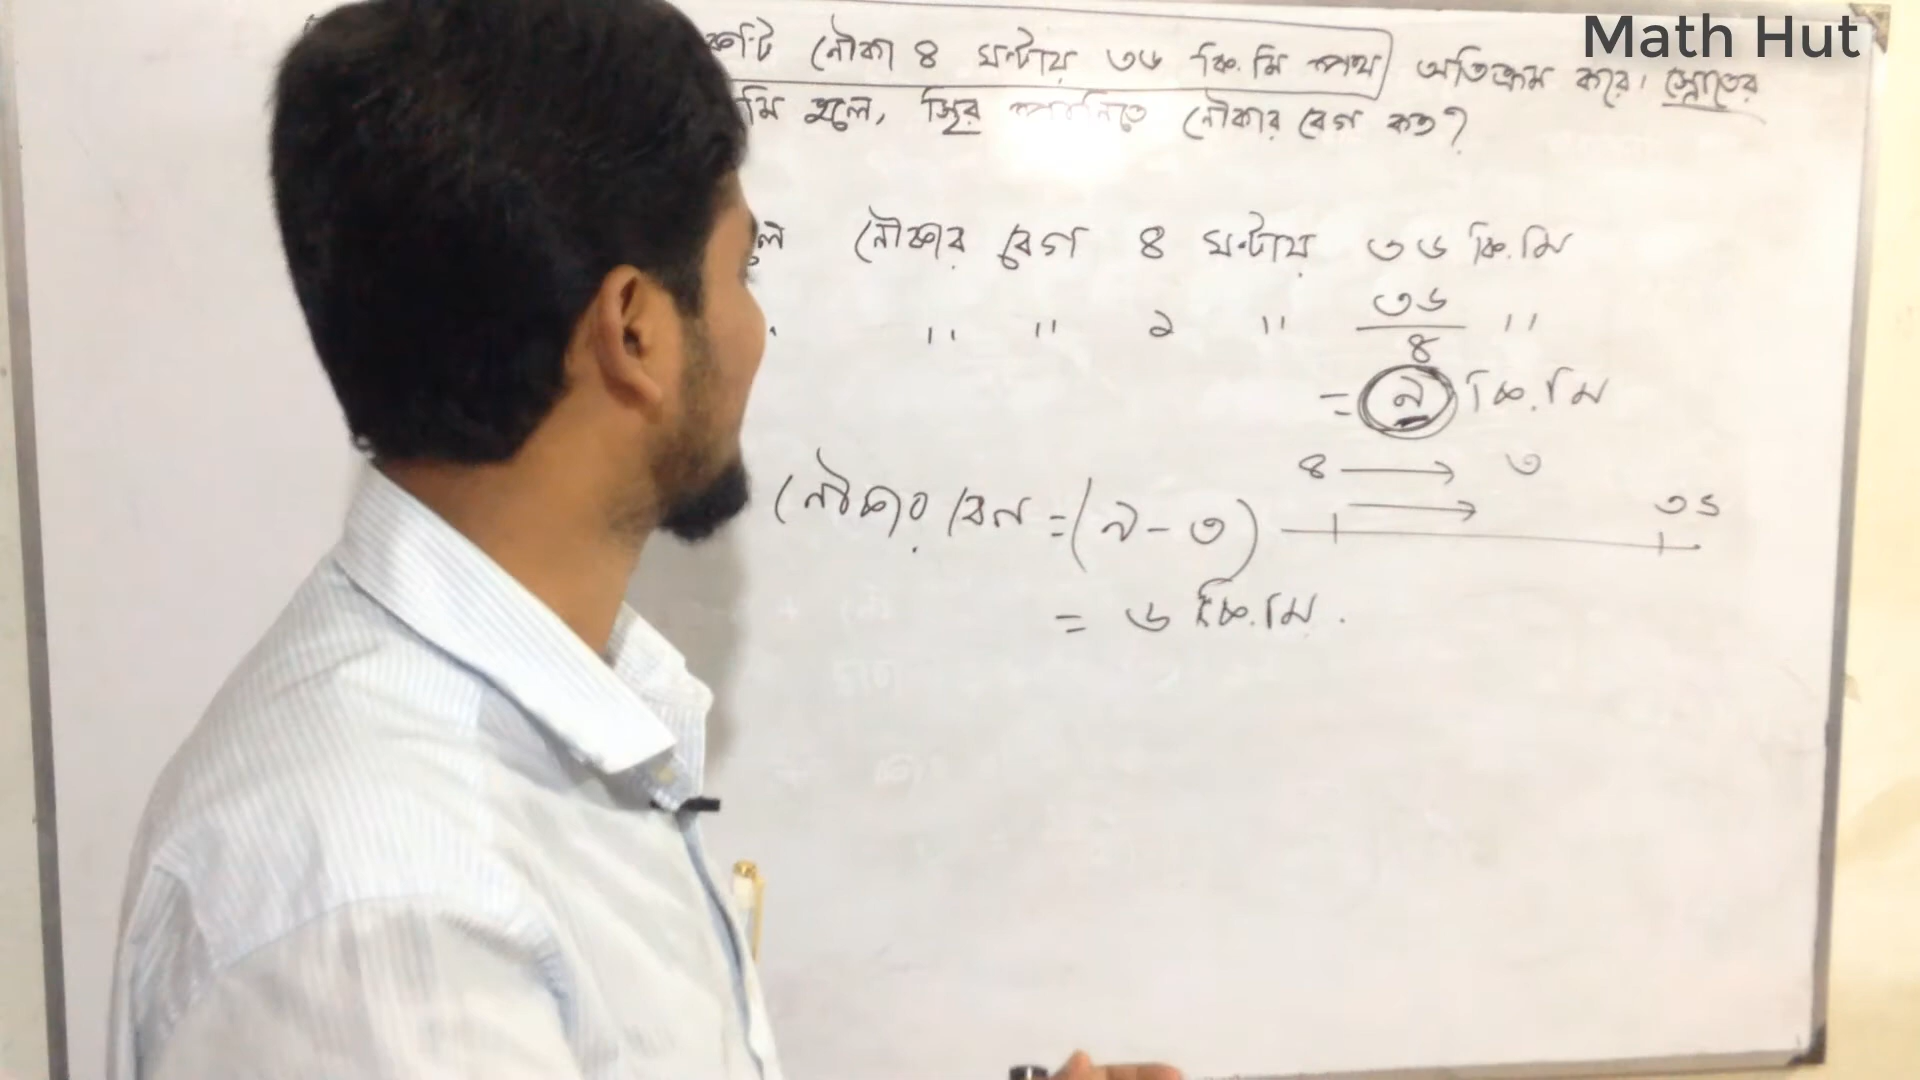 Math Hut
নৌকা ৪ ঘন্টায় ৩৬ কি.মি পথ অতিক্রম করে। স্রোতের
মি হলে, স্থির পানিতে নৌকার বেগ কত?
নৌকার বেগ ৪ ঘন্টায় ৩৬ কি.মি
" " ১ " ৩৬/৪ "
= ৯ কি.মি
৪ → ৩
নৌকার বেগ = (৯ - ৩)
৩৬
= ৬ কি.মি.